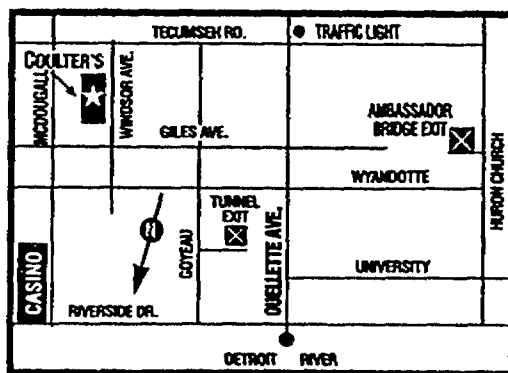 TECUMSEH RD.
TRAFFIC LIGHT
COULTER'S
MCDOUGALL
WINDSOR AVE.
GILES AVE.
AMBASSADOR
BRIDGE EXIT
WYANDOTTE
HURON CHURCH
TUNNEL
EXIT
N
GOYEAU
OUELLETTE AVE.
UNIVERSITY
CASINO
RIVERSIDE DR.
DETROIT RIVER